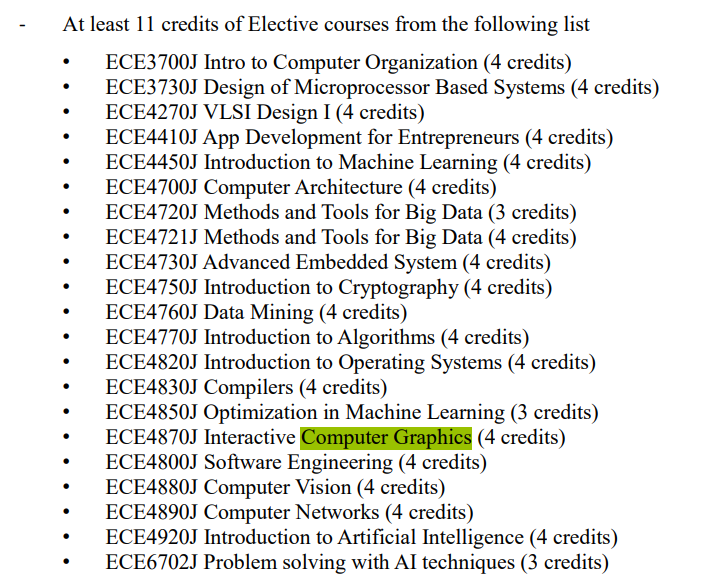 - At least 11 credits of Elective courses from the following list
• ECE3700J Intro to Computer Organization (4 credits)
• ECE3730J Design of Microprocessor Based Systems (4 credits)
• ECE4270J VLSI Design I (4 credits)
• ECE4410J App Development for Entrepreneurs (4 credits)
• ECE4450J Introduction to Machine Learning (4 credits)
• ECE4700J Computer Architecture (4 credits)
• ECE4720J Methods and Tools for Big Data (3 credits)
• ECE4721J Methods and Tools for Big Data (4 credits)
• ECE4730J Advanced Embedded System (4 credits)
• ECE4750J Introduction to Cryptography (4 credits)
• ECE4760J Data Mining (4 credits)
• ECE4770J Introduction to Algorithms (4 credits)
• ECE4820J Introduction to Operating Systems (4 credits)
• ECE4830J Compilers (4 credits)
• ECE4850J Optimization in Machine Learning (3 credits)
• ECE4870J Interactive Computer Graphics (4 credits)
• ECE4800J Software Engineering (4 credits)
• ECE4880J Computer Vision (4 credits)
• ECE4890J Computer Networks (4 credits)
• ECE4920J Introduction to Artificial Intelligence (4 credits)
• ECE6702J Problem solving with AI techniques (3 credits)